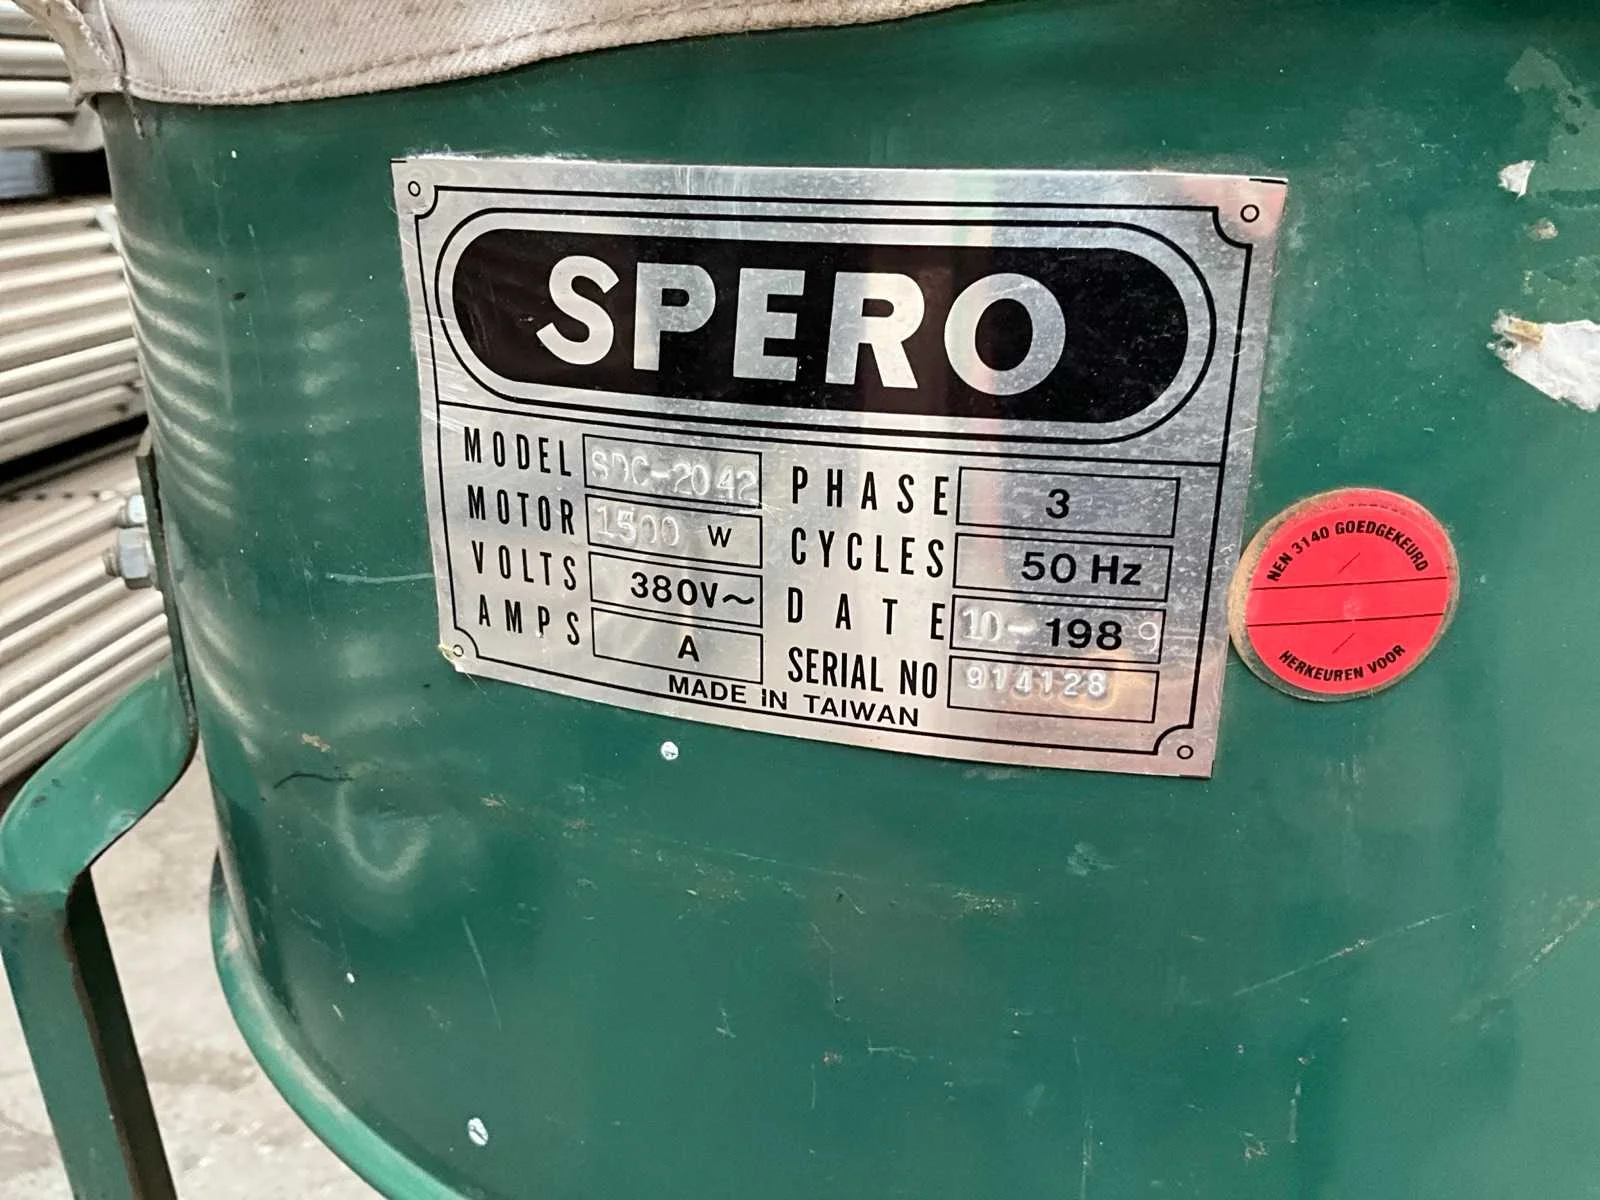 SPERO
MODEL SDC-2042
MOTOR 1500 W
VOLTS 380V~
AMPS A
PHASE 3
CYCLES 50 Hz
DATE 10-1989
SERIAL NO 914128
MADE IN TAIWAN
NEN 3140 GOEDGEKEURD
HERKEUREN VOOR